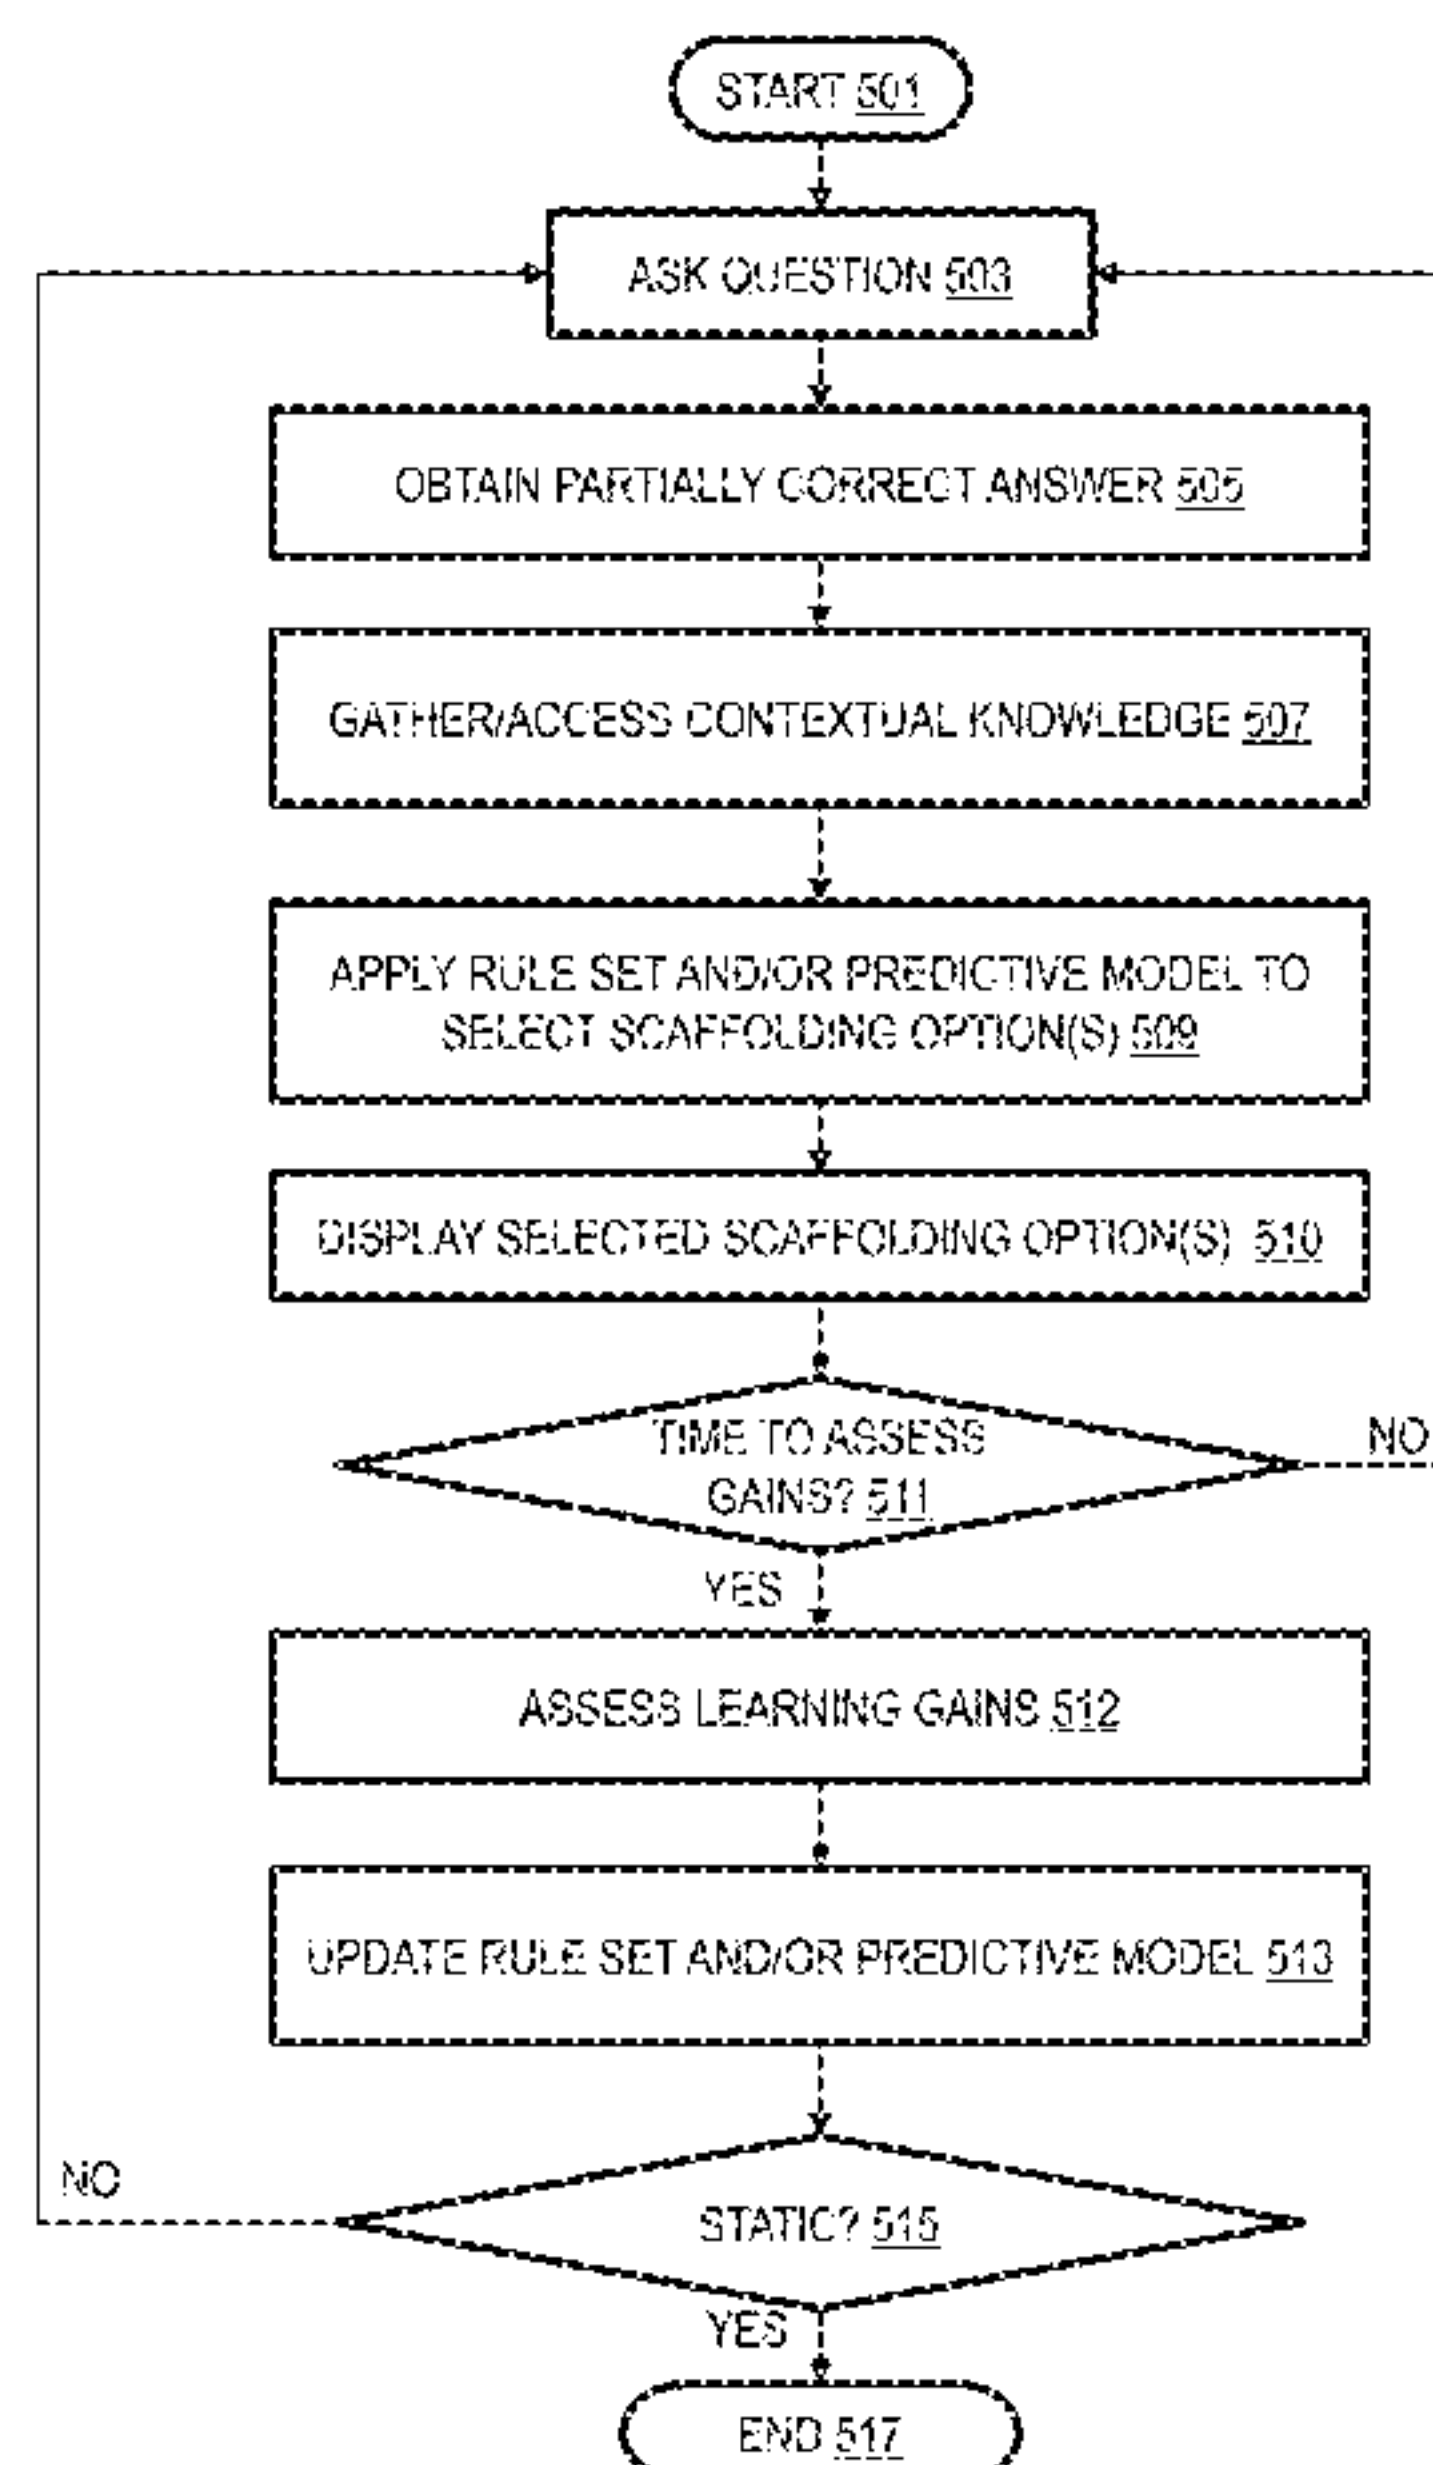 START 501
ASK QUESTION 503
OBTAIN PARTIALLY CORRECT ANSWER 505
GATHER/ACCESS CONTEXTUAL KNOWLEDGE 507
APPLY RULE SET AND/OR PREDICTIVE MODEL TO
SELECT SCAFFOLDING OPTION(S) 509
DISPLAY SELECTED SCAFFOLDING OPTION(S) 510
TIME TO ASSESS
GAINS? 511
NO
YES
ASSESS LEARNING GAINS 512
UPDATE RULE SET AND/OR PREDICTIVE MODEL 513
NO
STATIC? 515
YES
END 517